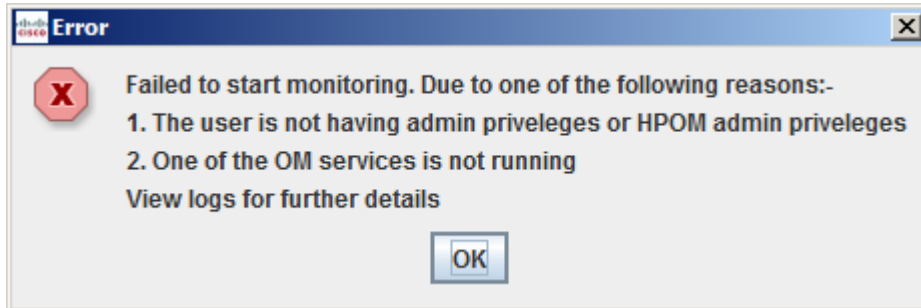 cisco Error
Failed to start monitoring. Due to one of the following reasons:-
1. The user is not having admin priveleges or HPOM admin priveleges
2. One of the OM services is not running
View logs for further details
OK